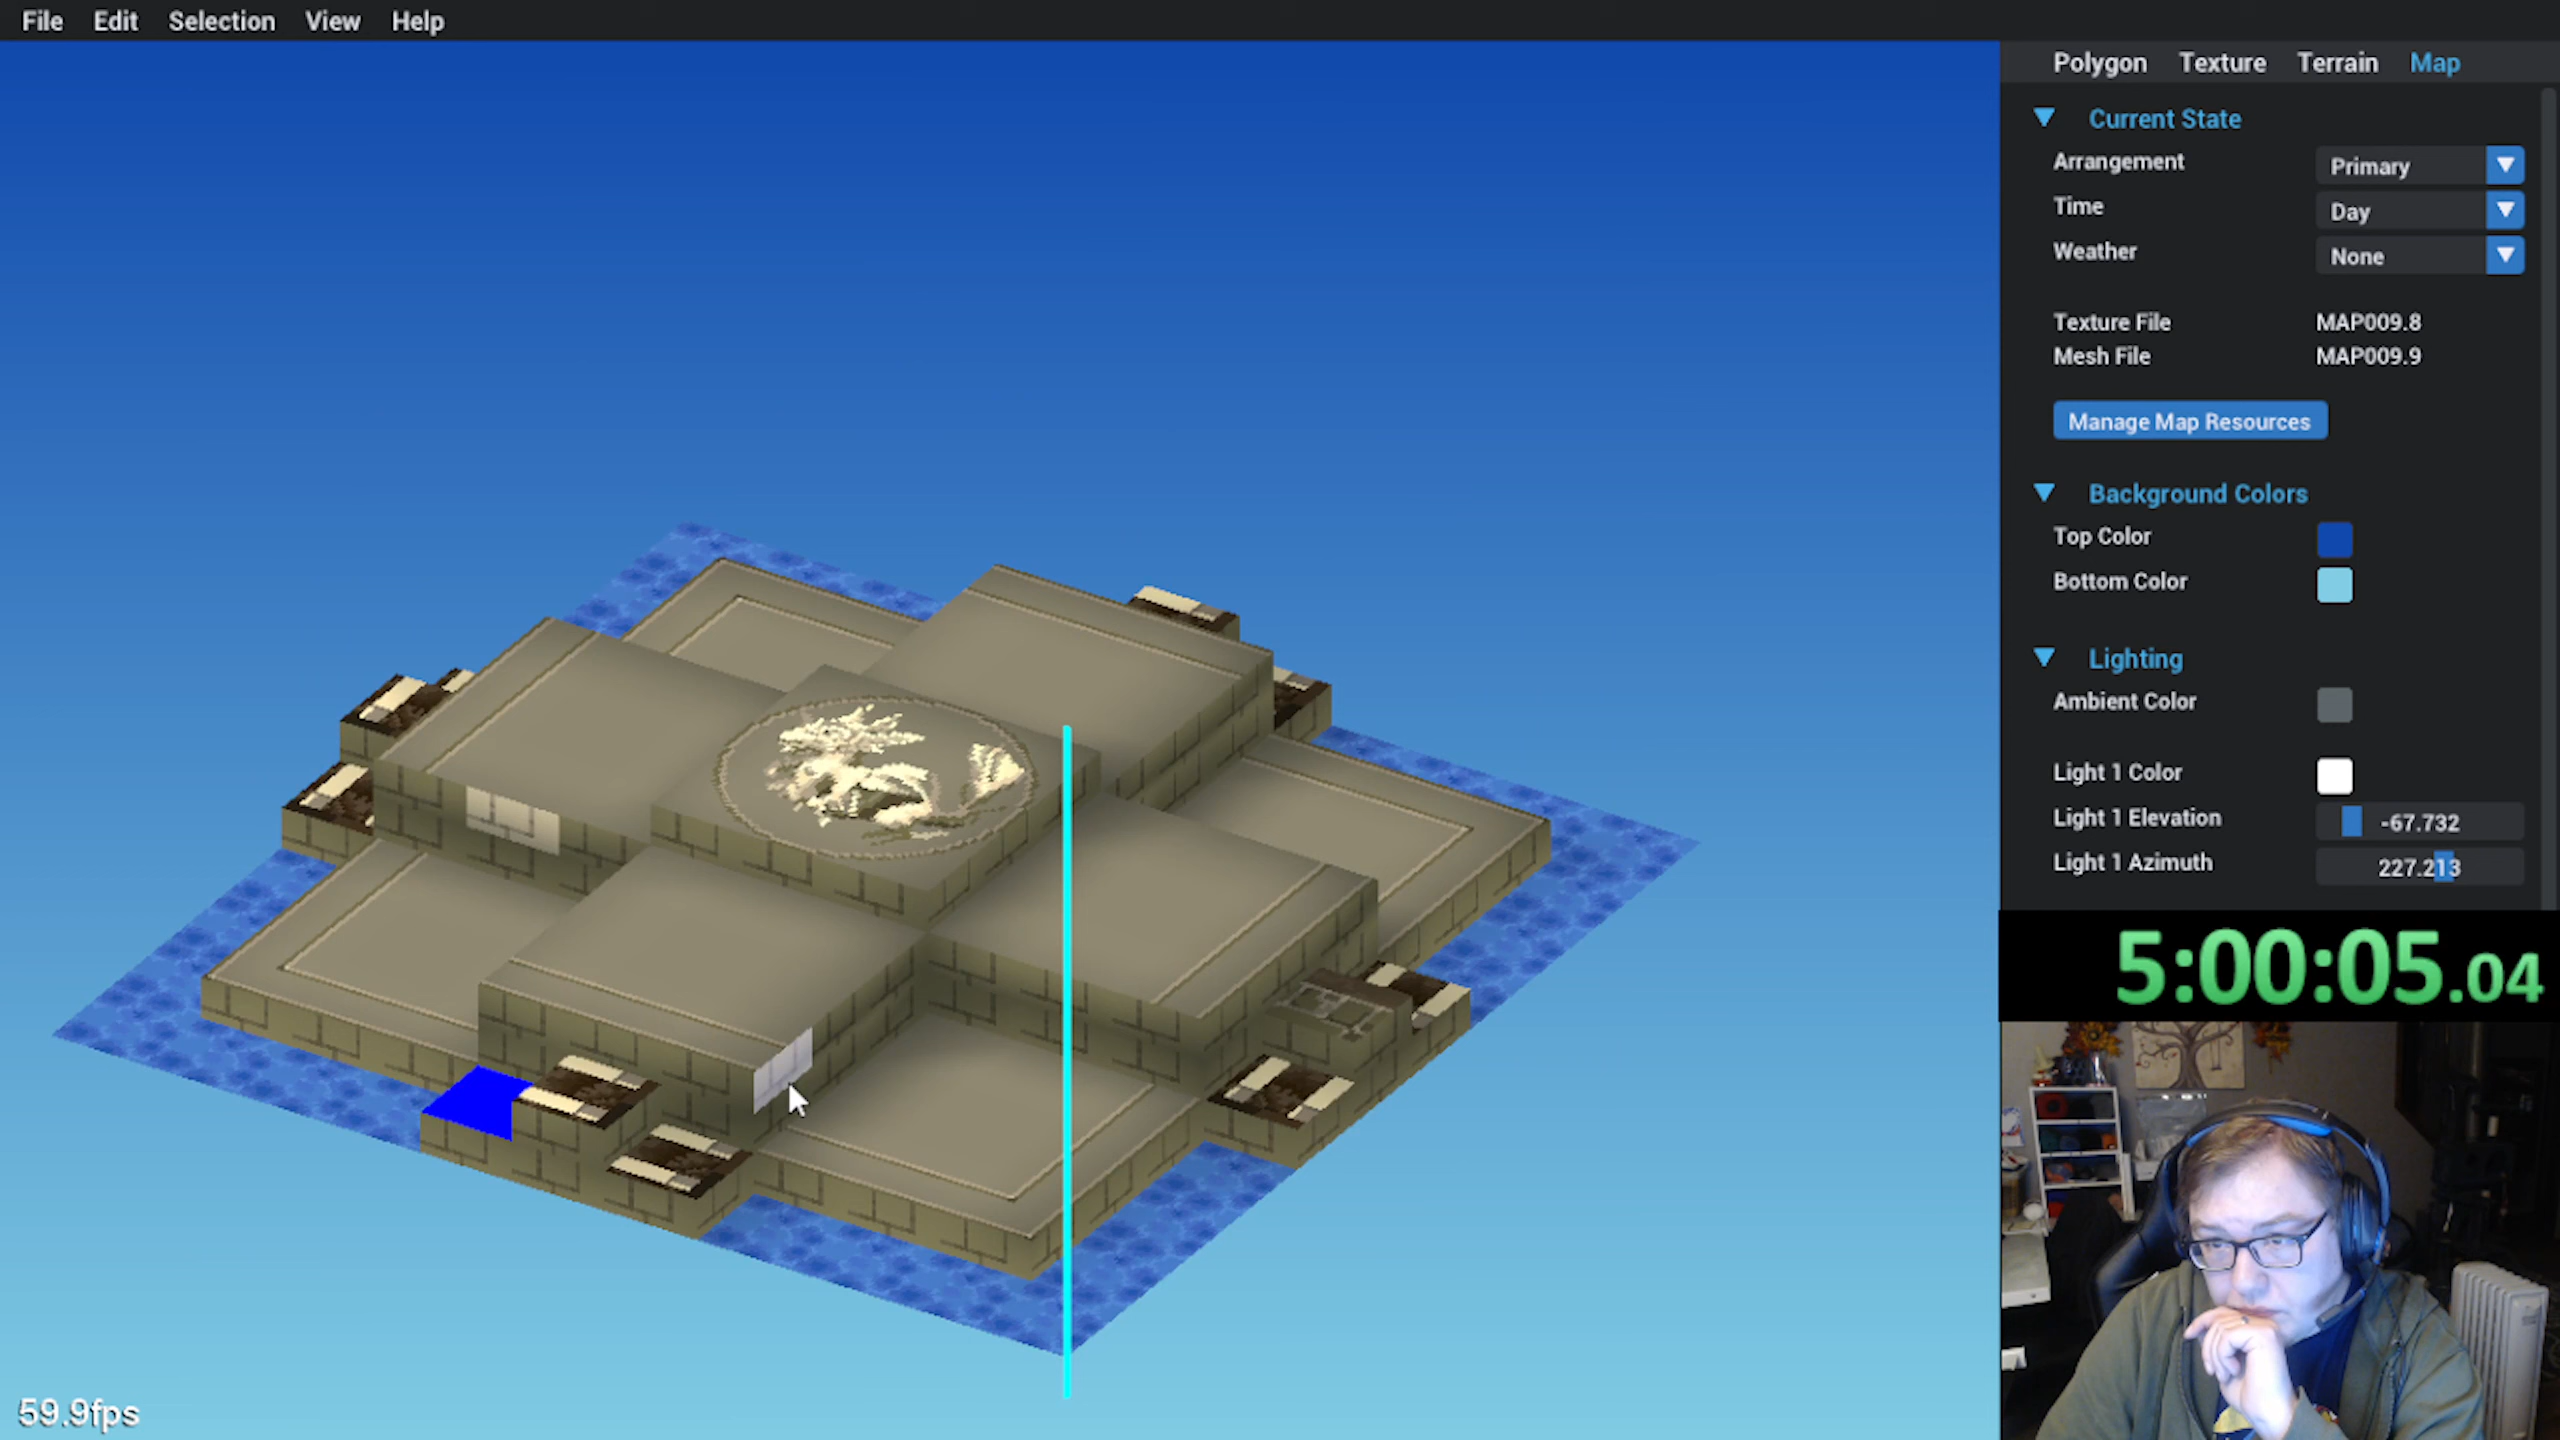 File Edit Selection View Help
Polygon Texture Terrain Map
Current State
Arrangement Primary
Time Day
Weather None
Texture File MAP009.8
Mesh File MAP009.9
Manage Map Resources
Background Colors
Top Color
Bottom Color
Lighting
Ambient Color
Light 1 Color
Light 1 Elevation -67.732
Light 1 Azimuth 227.213
5:00:05.04
59.9fps